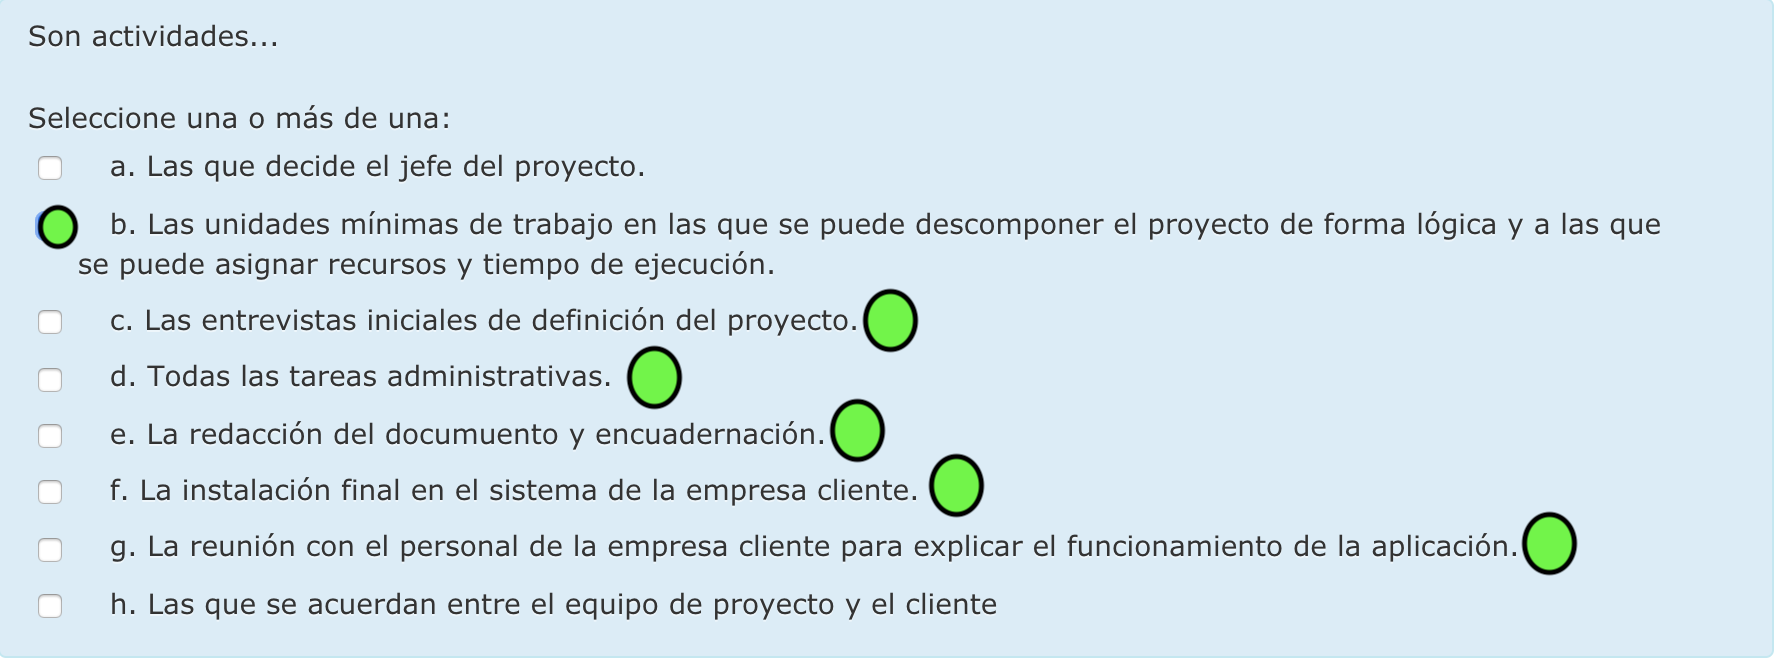 Son actividades...
Seleccione una o más de una:
a. Las que decide el jefe del proyecto.
b. Las unidades mínimas de trabajo en las que se puede descomponer el proyecto de forma lógica y a las que
se puede asignar recursos y tiempo de ejecución.
c. Las entrevistas iniciales de definición del proyecto.
d. Todas las tareas administrativas.
e. La redacción del documuento y encuadernación.
f. La instalación final en el sistema de la empresa cliente.
g. La reunión con el personal de la empresa cliente para explicar el funcionamiento de la aplicación.
h. Las que se acuerdan entre el equipo de proyecto y el cliente